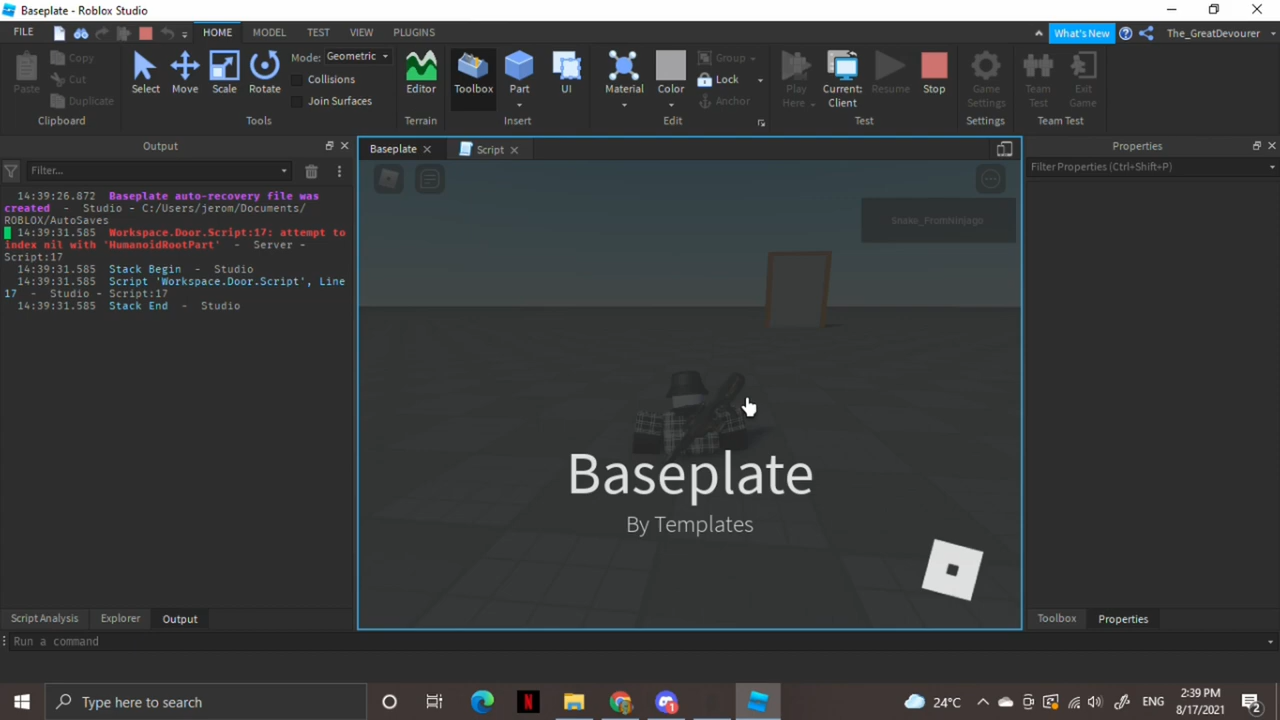 Baseplate - Roblox Studio
FILE HOME MODEL TEST VIEW PLUGINS What's New The_GreatDevourer
Paste Copy Cut Duplicate Clipboard
Select Move Scale Rotate Mode: Geometric Collisions Join Surfaces Tools
Editor Terrain
Toolbox Part UI Insert
Material Color Group Lock Anchor Edit
Play Here Current: Client Resume Stop Test
Game Settings Settings
Team Test Exit Game Team Test
Output
Filter...
14:39:26.872 Baseplate auto-recovery file was
created - Studio - C:/Users/jerom/Documents/
ROBLOX/AutoSaves
14:39:31.585 Workspace.Door.Script:17: attempt to
index nil with 'HumanoidRootPart' - Server -
Script:17
14:39:31.585 Stack Begin - Studio
14:39:31.585 Script 'Workspace.Door.Script', Line
17 - Studio - Script:17
14:39:31.585 Stack End - Studio
Baseplate Script
Snake_FromNinjago
Baseplate
By Templates
Properties
Filter Properties (Ctrl+Shift+P)
Script Analysis Explorer Output
Toolbox Properties
Run a command
Type here to search
N
1
24°C
ENG
2:39 PM
8/17/2021
2